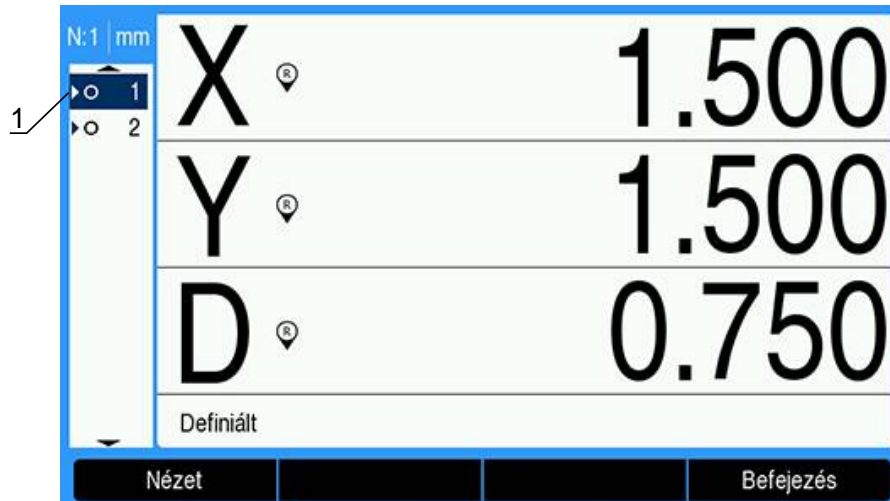 N:1 mm
1
1
2
X R 1.500
Y R 1.500
D R 0.750
Definiált
Nézet Befejezés